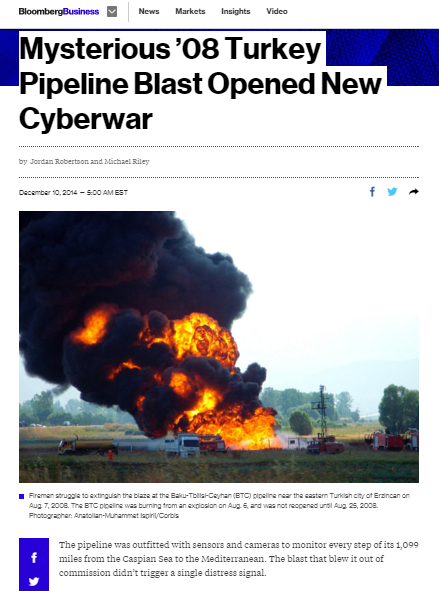 BloombergBusiness News Markets Insights Video
Mysterious ’08 Turkey
Pipeline Blast Opened New
Cyberwar
by Jordan Robertson and Michael Riley
December 10, 2014 — 5:00 AM EST
Firemen struggle to extinguish the blaze at the Baku-Tbilisi-Ceyhan (BTC) pipeline near the eastern Turkish city of Erzincan on
Aug. 7, 2008. The BTC pipeline was burning from an explosion on Aug. 6, and was not reopened until Aug. 25, 2008.
Photographer: Anatolian-Muhammet Ispirli/Corbis
The pipeline was outfitted with sensors and cameras to monitor every step of its 1,099
miles from the Caspian Sea to the Mediterranean. The blast that blew it out of
commission didn’t trigger a single distress signal.